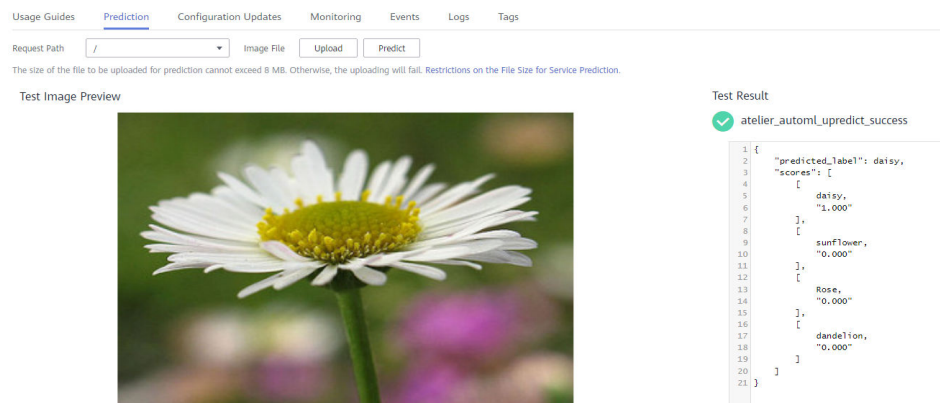 Usage Guides Prediction Configuration Updates Monitoring Events Logs Tags
Request Path / Image File Upload Predict
The size of the file to be uploaded for prediction cannot exceed 8 MB. Otherwise, the uploading will fail. Restrictions on the File Size for Service Prediction.
Test Image Preview
Test Result
atelier_automl_upredict_success
1 {
2 "predicted_label": daisy,
3 "scores": [
4 [
5 daisy,
6 "1.000"
7 ],
8 [
9 sunflower,
10 "0.000"
11 ],
12 [
13 Rose,
14 "0.000"
15 ],
16 [
17 dandelion,
18 "0.000"
19 ]
20 ]
21 }